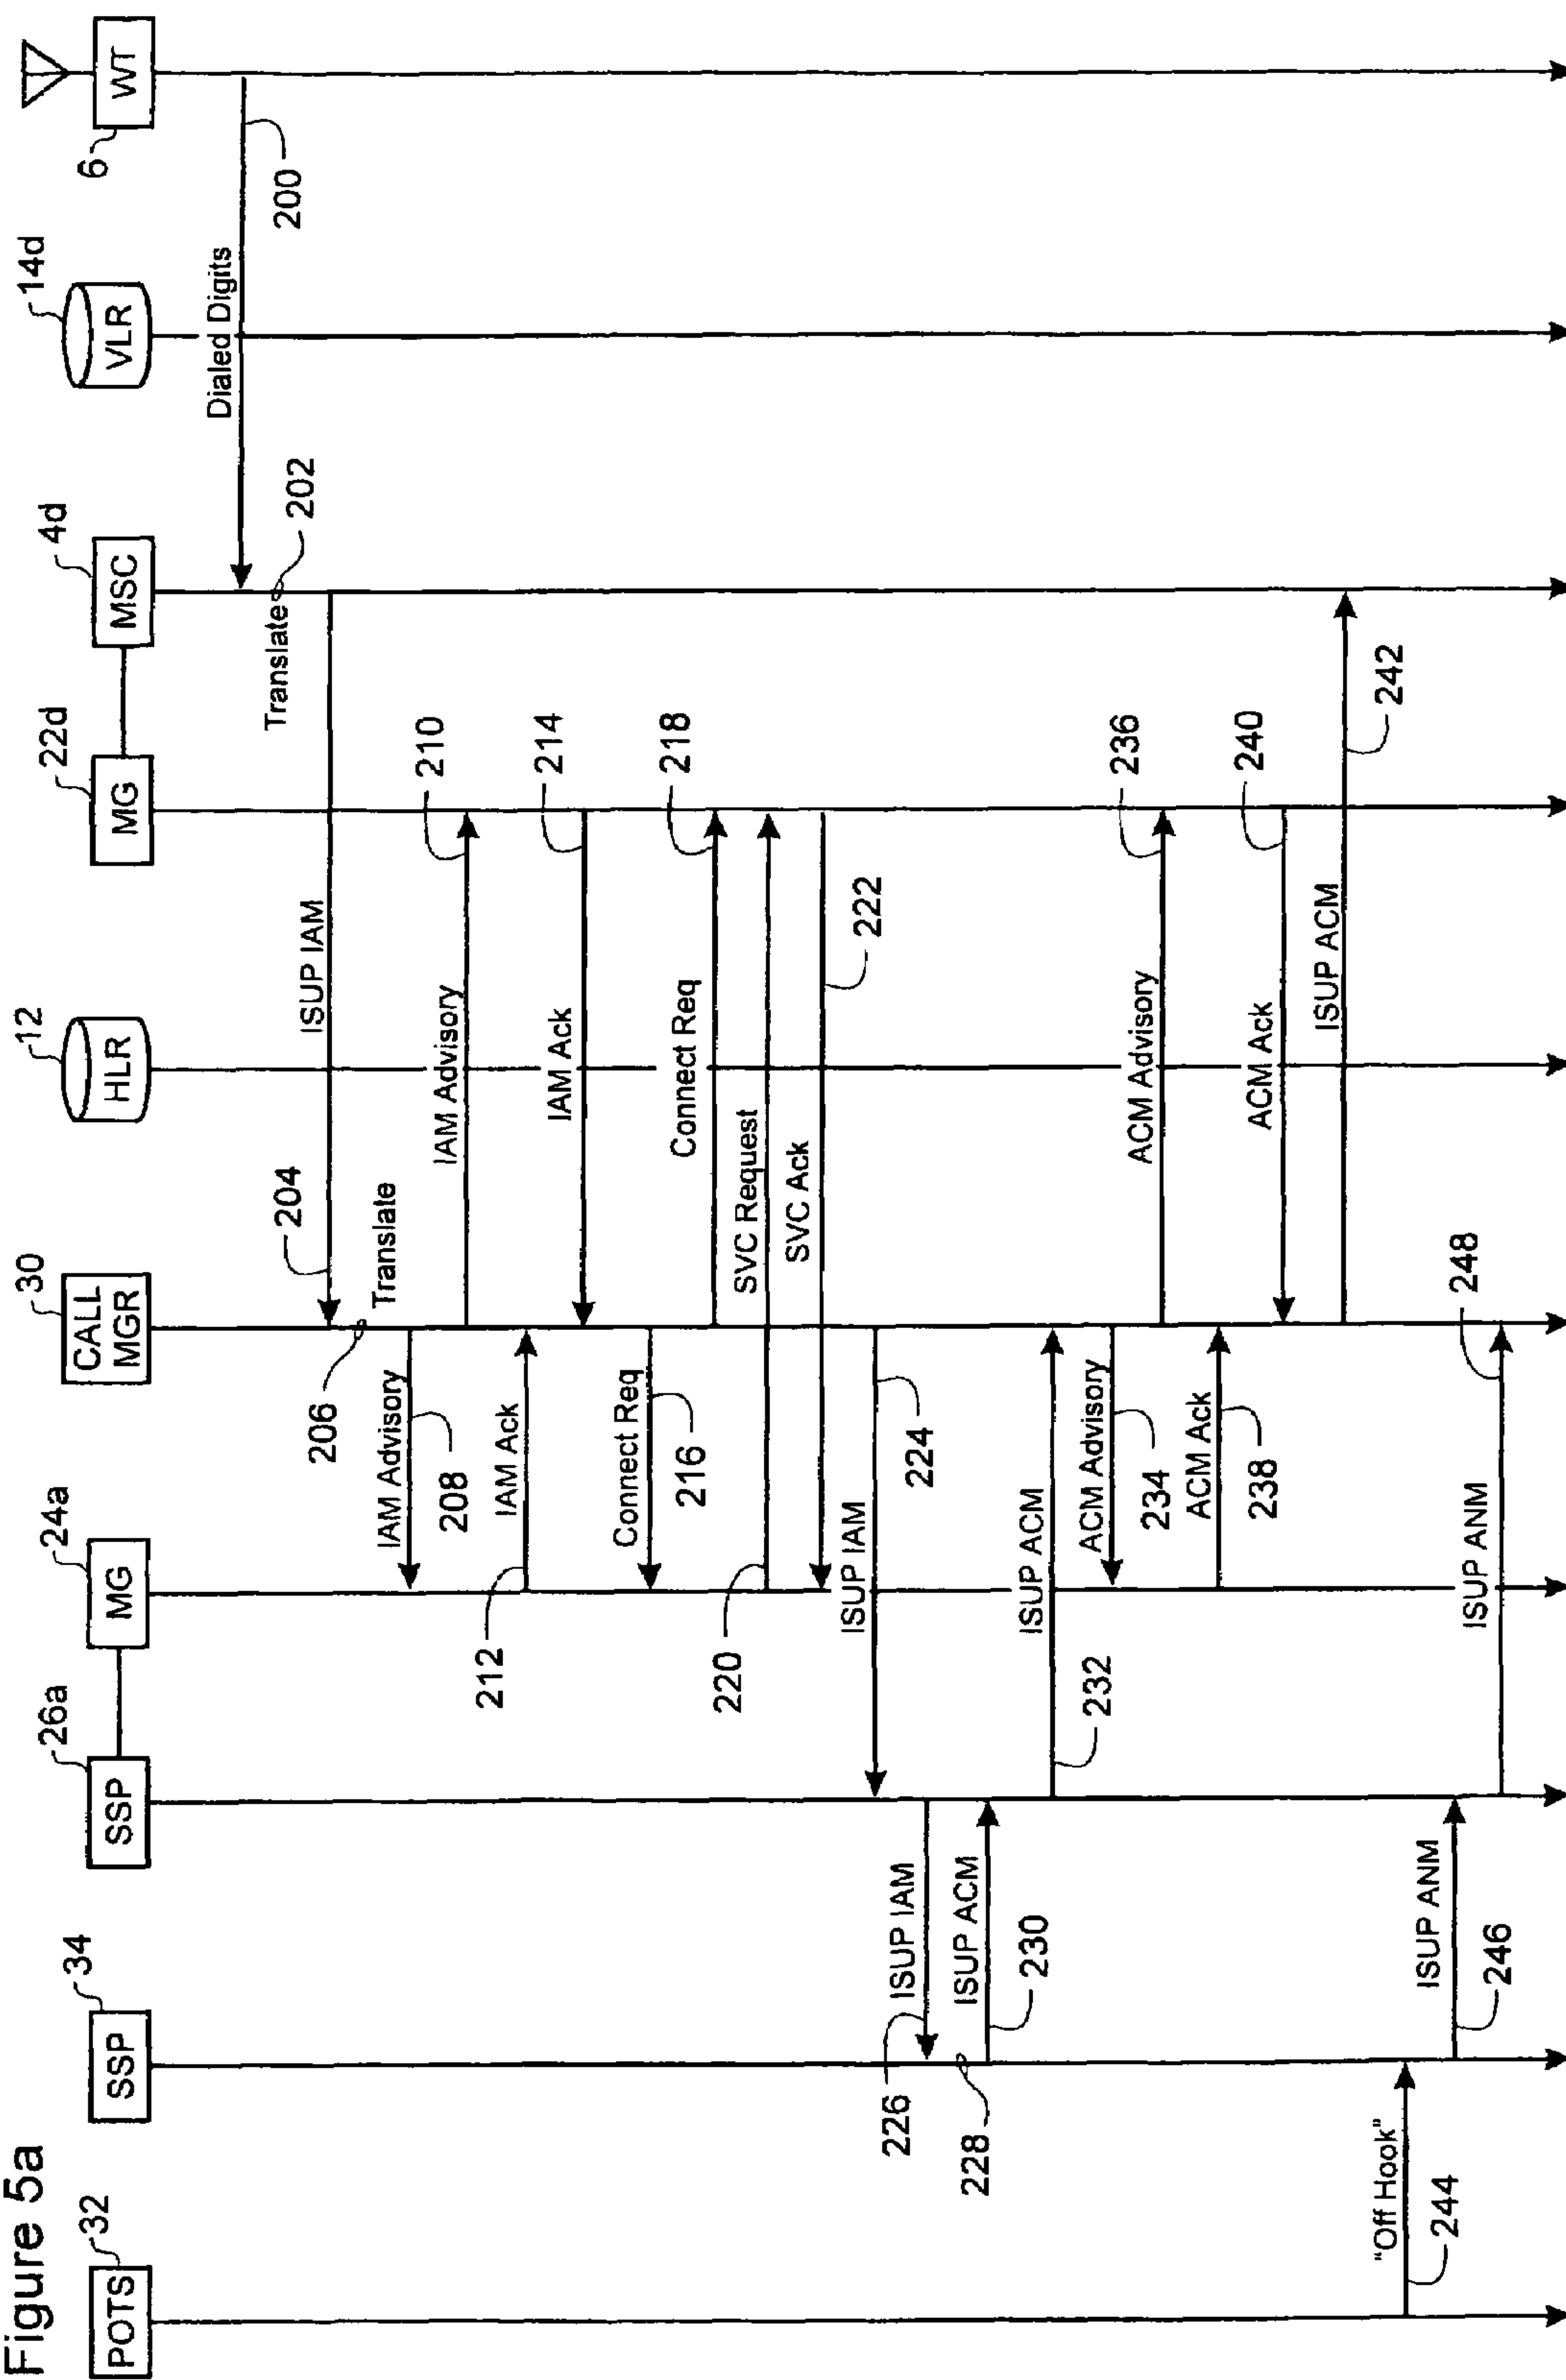 Figure 5a
POTS
32
SSP
34
SSP
26a
MG
24a
CALL
MGR
30
HLR
12
MG
22d
MSC
4d
VLR
14d
WT
6
Dialed Digits
200
Translate
202
ISUP IAM
204
Translate
206
IAM Advisory
208
IAM Advisory
210
IAM Ack
212
IAM Ack
214
Connect Req
216
Connect Req
218
SVC Request
220
SVC Ack
222
ISUP IAM
224
ISUP IAM
226
228
ISUP ACM
230
ISUP ACM
232
ACM Advisory
234
ACM Advisory
236
ACM Ack
238
ACM Ack
240
ISUP ACM
242
"Off Hook"
244
ISUP ANM
246
ISUP ANM
248